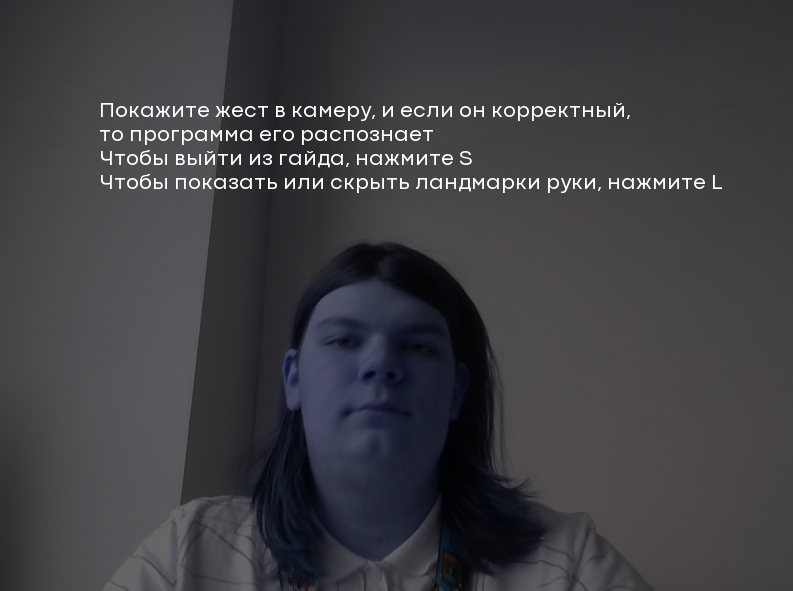 Покажите жест в камеру, и если он корректный,
то программа его распознает
Чтобы выйти из гайда, нажмите S
Чтобы показать или скрыть ландмарки руки, нажмите L